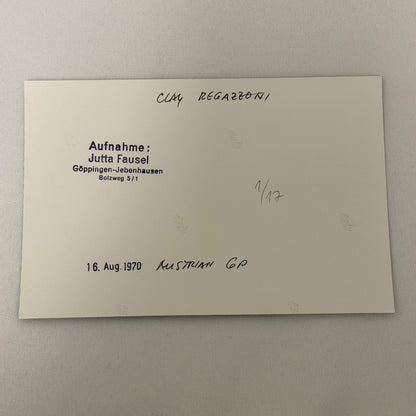 CLAY REGAZZONI
Aufnahme:
Jutta Fausel
Göppingen-Jebenhausen
Bolzweg 5/1
1/17
16. Aug. 1970 AUSTRIAN GP